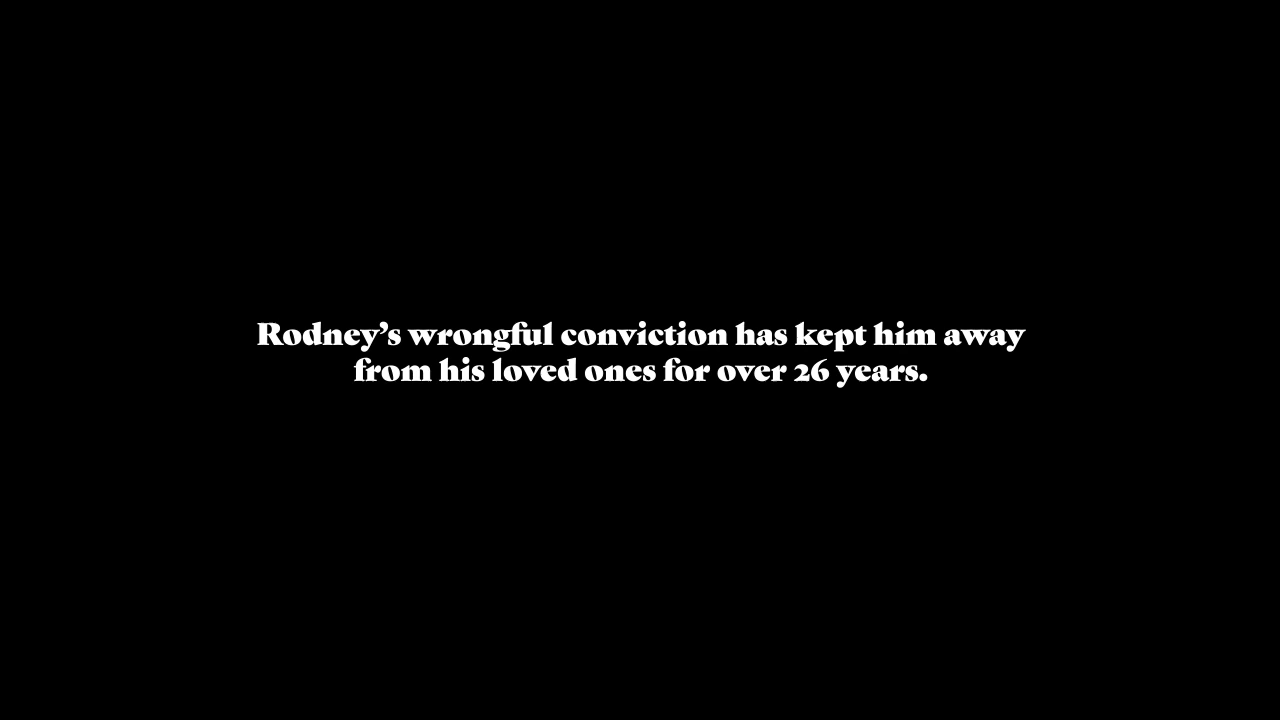 Rodney’s wrongful conviction has kept him away
from his loved ones for over 26 years.